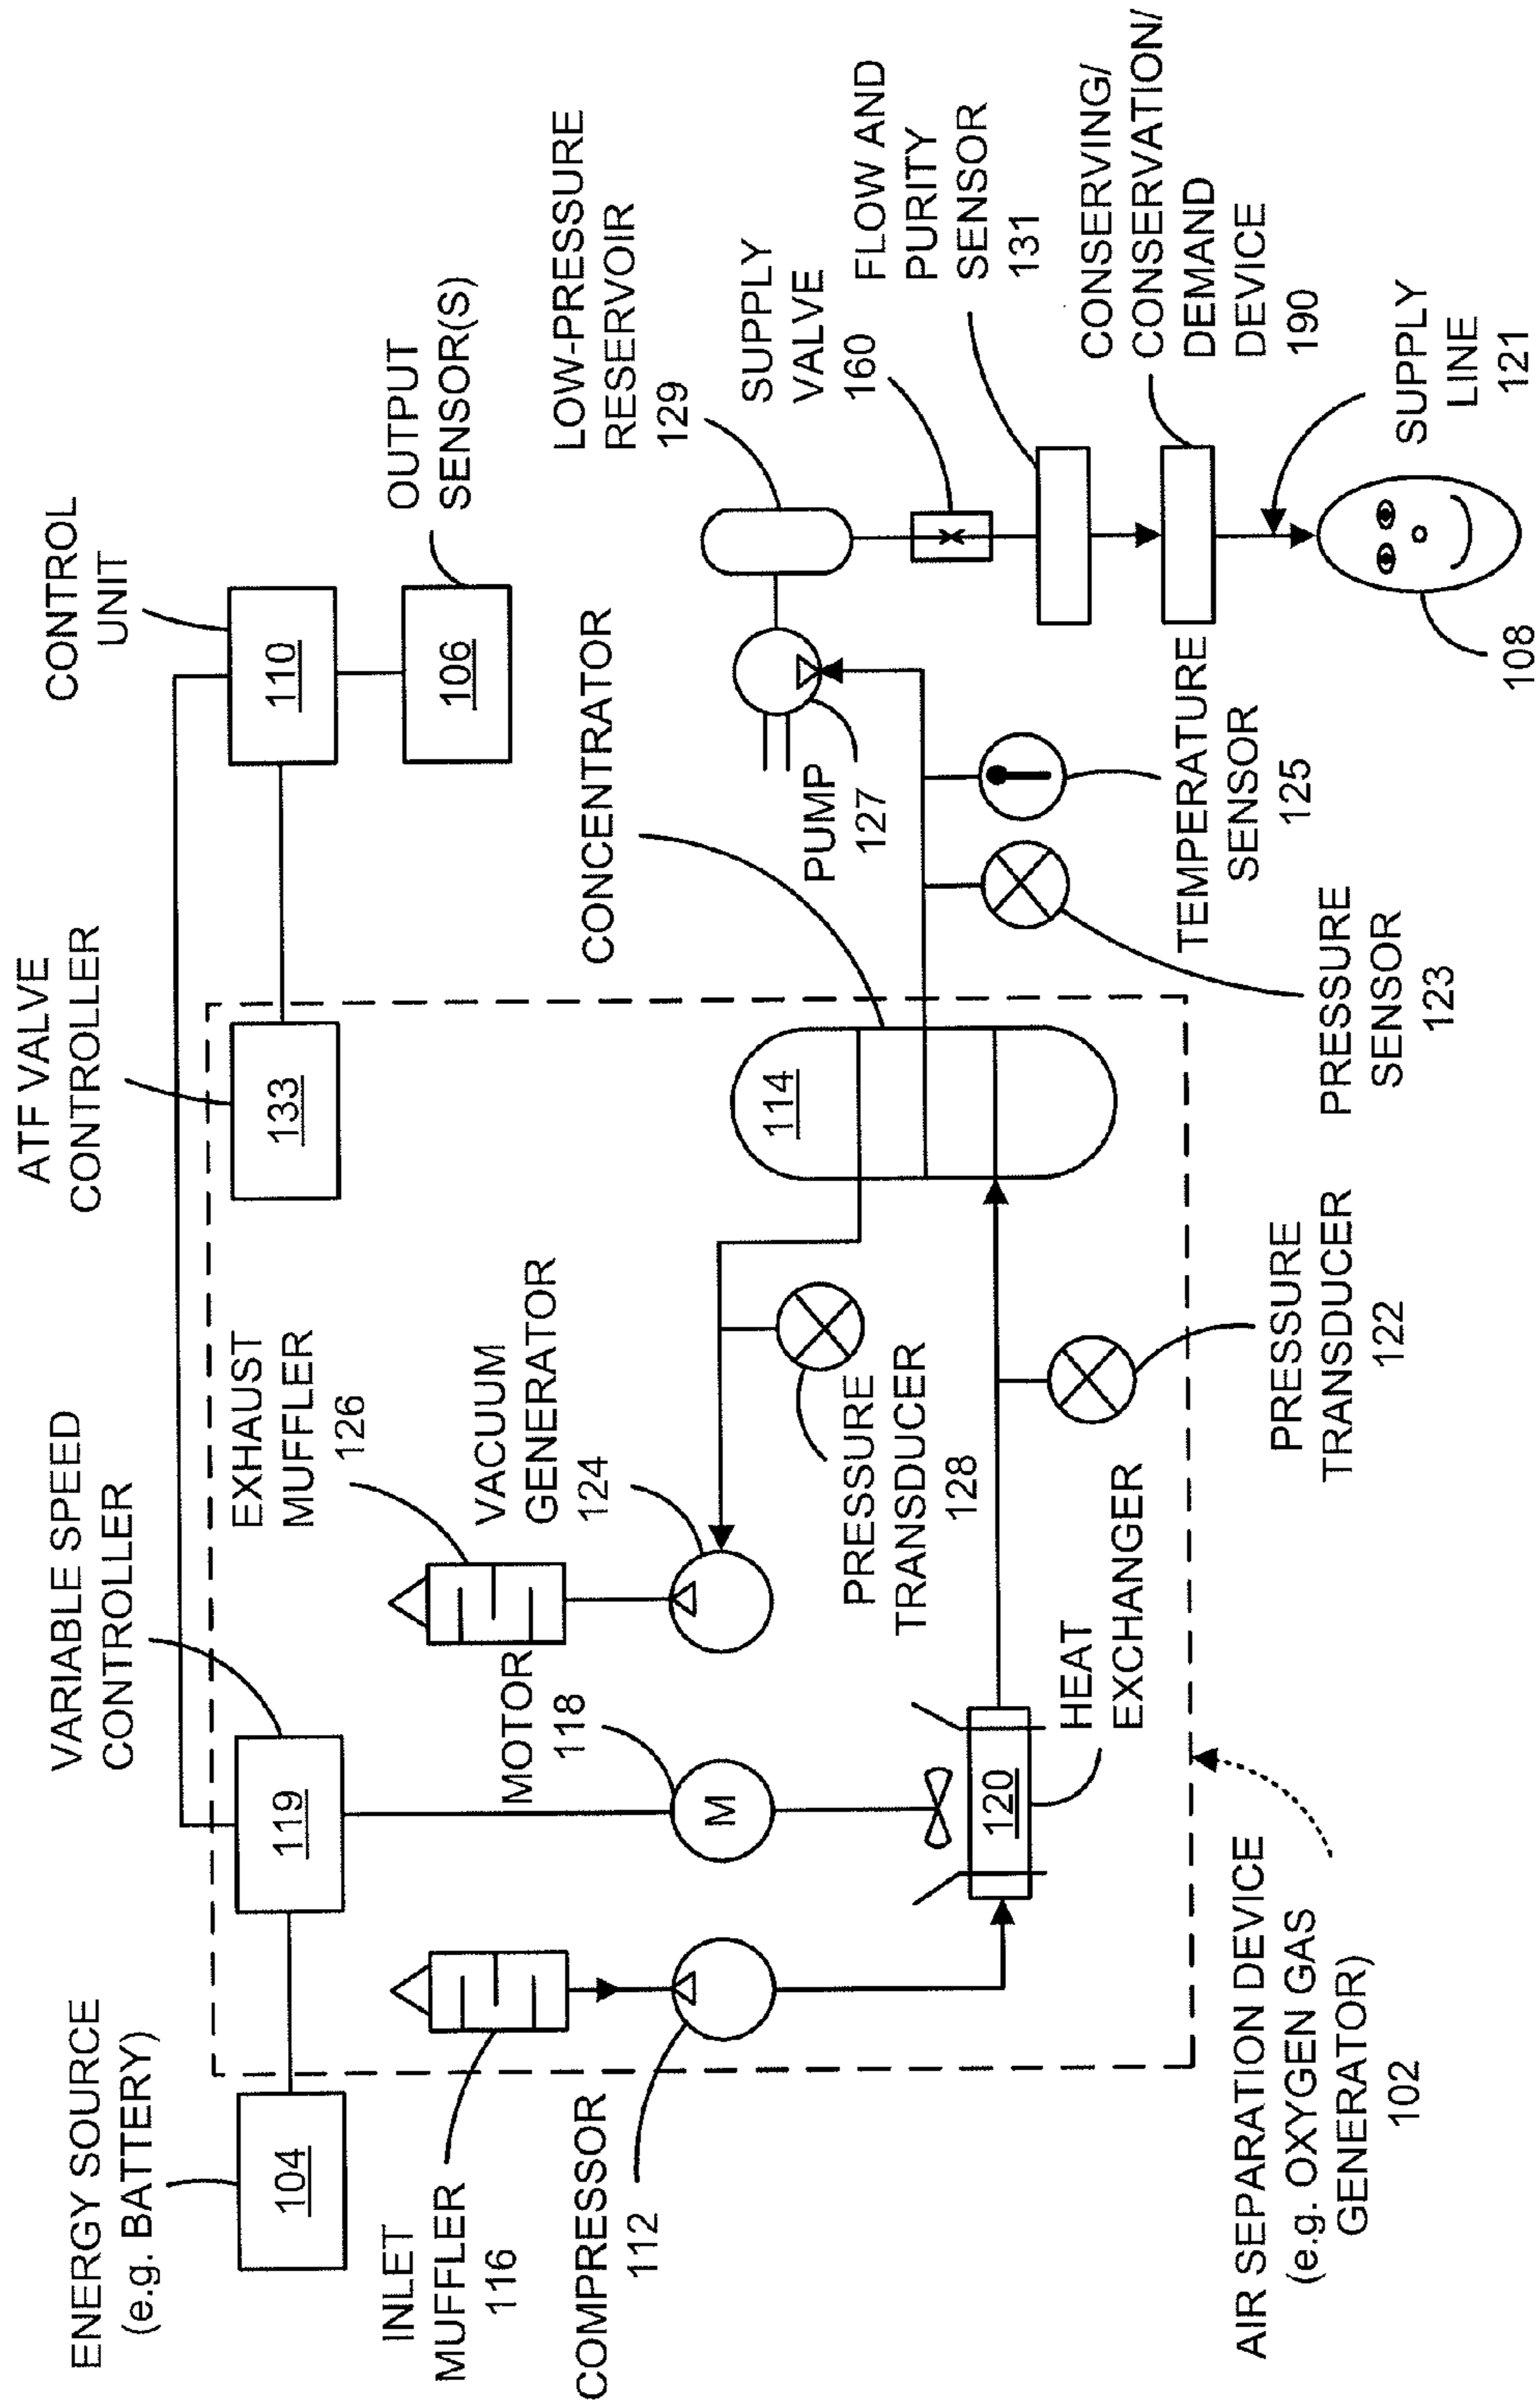 ENERGY SOURCE
(e.g. BATTERY)
104
VARIABLE SPEED
CONTROLLER
119
ATF VALVE
CONTROLLER
133
CONTROL
UNIT
110
OUTPUT
SENSOR(S)
106
INLET
MUFFLER
116
COMPRESSOR
112
MOTOR
118
M
EXHAUST
MUFFLER
126
VACUUM
GENERATOR
124
PRESSURE
TRANSDUCER
128
HEAT
EXCHANGER
120
PRESSURE
TRANSDUCER
122
CONCENTRATOR
114
PRESSURE
SENSOR
123
TEMPERATURE
SENSOR
125
PUMP
127
LOW-PRESSURE
RESERVOIR
129
SUPPLY
VALVE
160
FLOW AND
PURITY
SENSOR
131
CONSERVING/
CONSERVATION/
DEMAND
DEVICE
190
SUPPLY
LINE
121
108
AIR SEPARATION DEVICE
(e.g. OXYGEN GAS
GENERATOR)
102